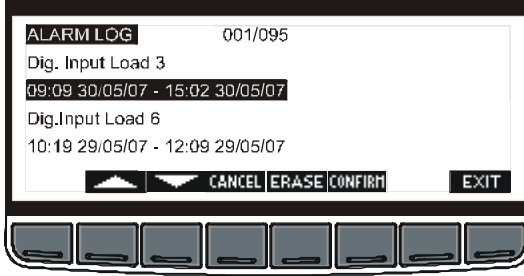 ALARM LOG 001/095
Dig. Input Load 3
09:09 30/05/07 - 15:02 30/05/07
Dig.Input Load 6
10:19 29/05/07 - 12:09 29/05/07
CANCEL ERASE CONFIRM EXIT